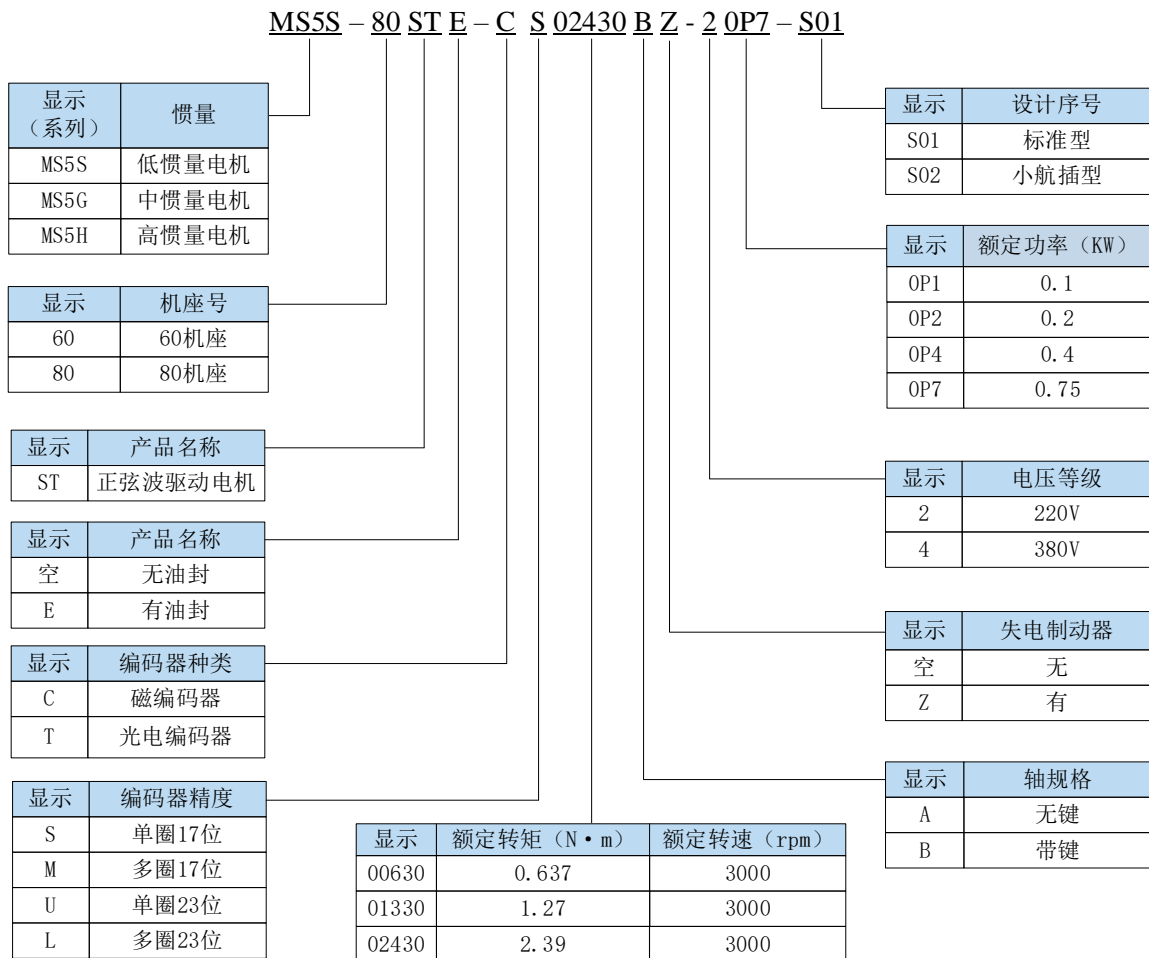 MS5S – 80 ST E – C S 02430 B Z - 2 0P7 – S01
显示（系列） 惯量
MS5S 低惯量电机
MS5G 中惯量电机
MS5H 高惯量电机
显示 机座号
60 60机座
80 80机座
显示 产品名称
ST 正弦波驱动电机
显示 产品名称
空 无油封
E 有油封
显示 编码器种类
C 磁编码器
T 光电编码器
显示 编码器精度
S 单圈17位
M 多圈17位
U 单圈23位
L 多圈23位
显示 额定转矩（N·m） 额定转速（rpm）
00630 0.637 3000
01330 1.27 3000
02430 2.39 3000
显示 设计序号
S01 标准型
S02 小航插型
显示 额定功率（KW）
0P1 0.1
0P2 0.2
0P4 0.4
0P7 0.75
显示 电压等级
2 220V
4 380V
显示 失电制动器
空 无
Z 有
显示 轴规格
A 无键
B 带键